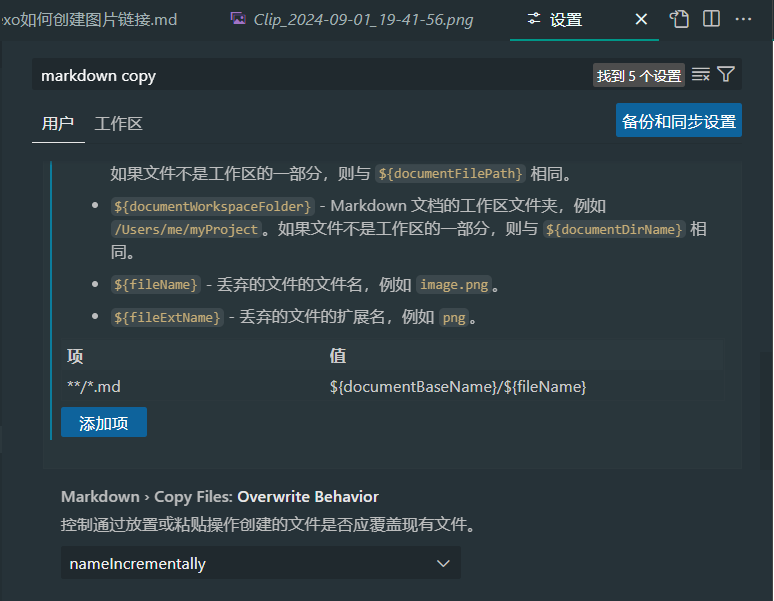 xo如何创建图片链接.md Clip_2024-09-01_19-41-56.png 设置
markdown copy 找到 5 个设置
用户 工作区 备份和同步设置
如果文件不是工作区的一部分，则与 ${documentFilePath} 相同。
• ${documentWorkspaceFolder} - Markdown 文档的工作区文件夹，例如
/Users/me/myProject。如果文件不是工作区的一部分，则与 ${documentDirName} 相
同。
• ${fileName} - 丢弃的文件的文件名，例如 image.png。
• ${fileExtName} - 丢弃的文件的扩展名，例如 png。
项 值
**/*.md ${documentBaseName}/${fileName}
添加项
Markdown › Copy Files: Overwrite Behavior
控制通过放置或粘贴操作创建的文件是否应覆盖现有文件。
nameIncrementally